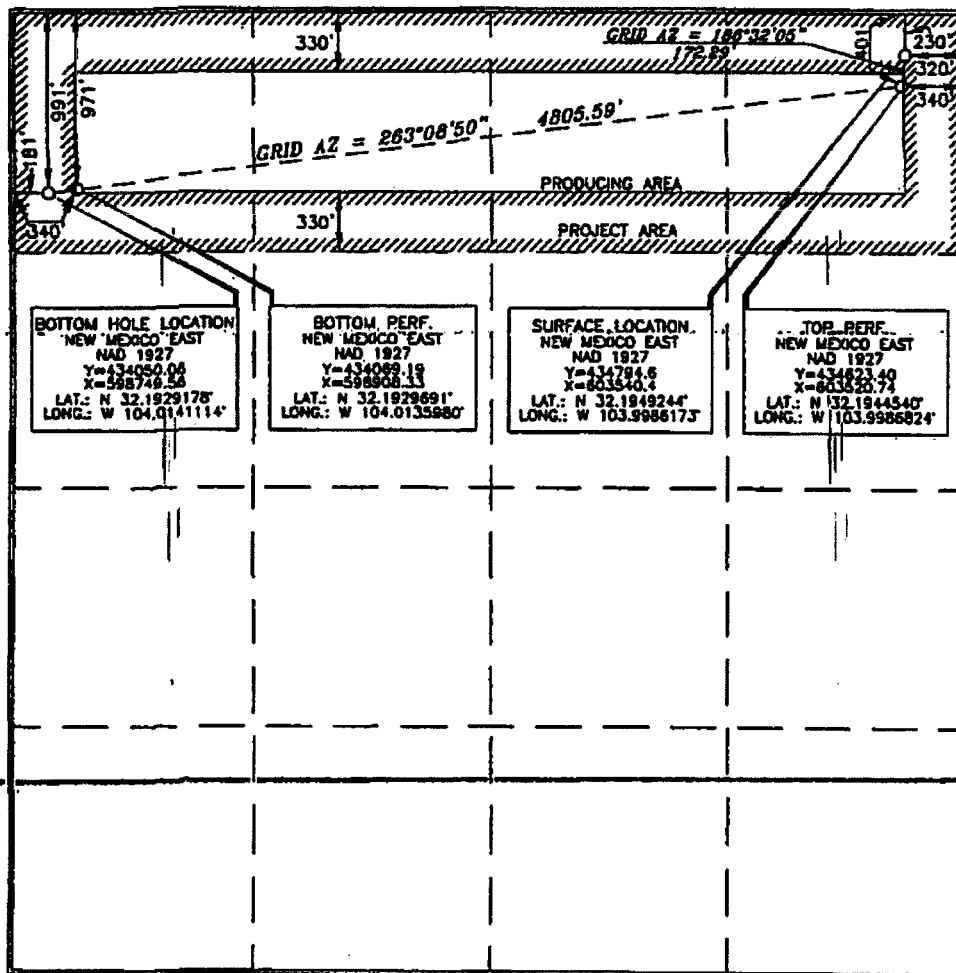 330'
GRID AZ = 186°32'05"
172.29'
401'
230'
320'
340'
991'
971'
181'
340'
GRID AZ = 263°08'50" 4805.59'
PRODUCING AREA
330'
PROJECT AREA
BOTTOM HOLE LOCATION
NEW MEXICO EAST
NAD 1927
Y=434050.06
X=598749.56
LAT.: N 32.1929178°
LONG.: W 104.0141114°
BOTTOM PERF.
NEW MEXICO EAST
NAD 1927
Y=434069.19
X=598908.33
LAT.: N 32.1929691°
LONG.: W 104.0135980°
SURFACE LOCATION
NEW MEXICO EAST
NAD 1927
Y=434794.6
X=603540.4
LAT.: N 32.1949244°
LONG.: W 103.9986173°
TOP PERF.
NEW MEXICO EAST
NAD 1927
Y=434623.40
X=603520.74
LAT.: N 32.1944540°
LONG.: W 103.9986824°